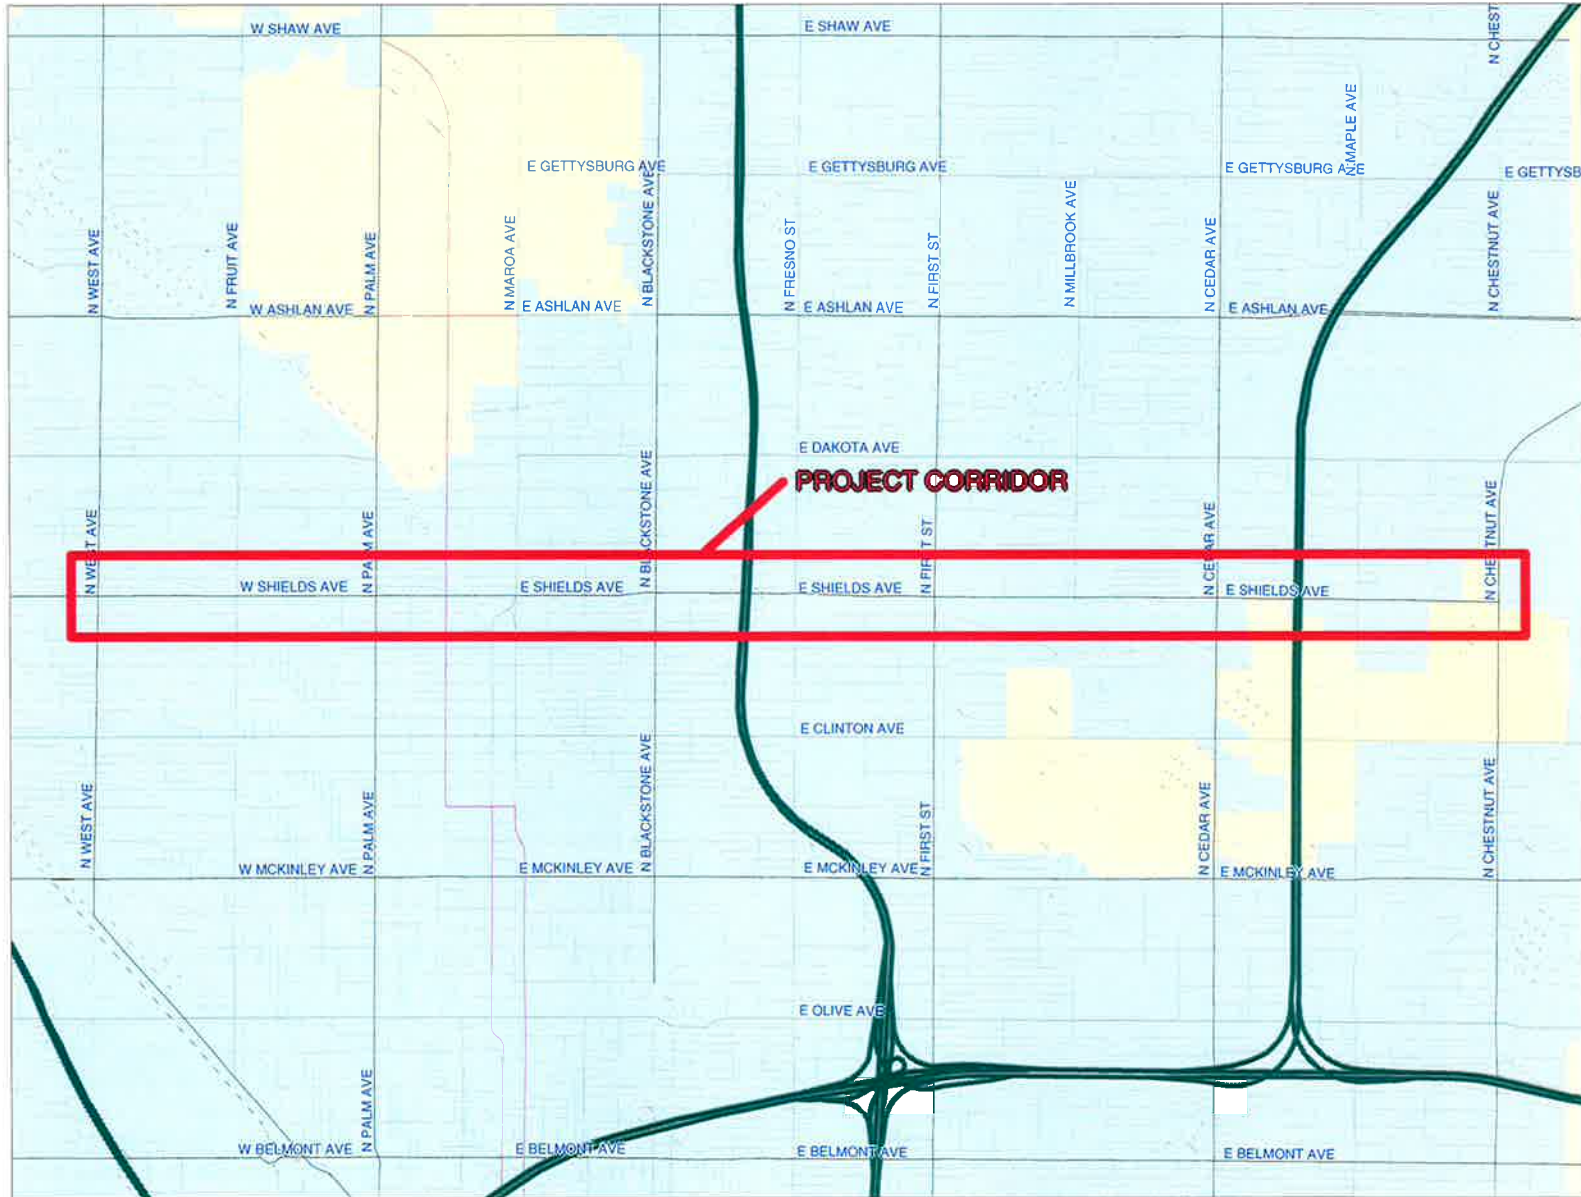 W SHAW AVE
E SHAW AVE
N CHEST
N MAPLE AVE
E GETTYSBURG AVE
E GETTYSBURG AVE
E GETTYSBURG AVE
E GETTYSB
N WEST AVE
N FRUIT AVE
N PALM AVE
N MAROA AVE
N BLACKSTONE AVE
N FRESNO ST
N FIRST ST
N MILLBROOK AVE
N CEDAR AVE
N CHESTNUT AVE
W ASHLAN AVE
E ASHLAN AVE
E ASHLAN AVE
E ASHLAN AVE
E DAKOTA AVE
PROJECT CORRIDOR
N WEST AVE
N PALM AVE
N BLACKSTONE AVE
N FIRST ST
N CEDAR AVE
N CHESTNUT AVE
W SHIELDS AVE
E SHIELDS AVE
E SHIELDS AVE
E SHIELDS AVE
E CLINTON AVE
N WEST AVE
N PALM AVE
N BLACKSTONE AVE
N FIRST ST
N CEDAR AVE
N CHESTNUT AVE
W MCKINLEY AVE
E MCKINLEY AVE
E MCKINLEY AVE
E MCKINLEY AVE
E OLIVE AVE
N PALM AVE
W BELMONT AVE
E BELMONT AVE
E BELMONT AVE
E BELMONT AVE